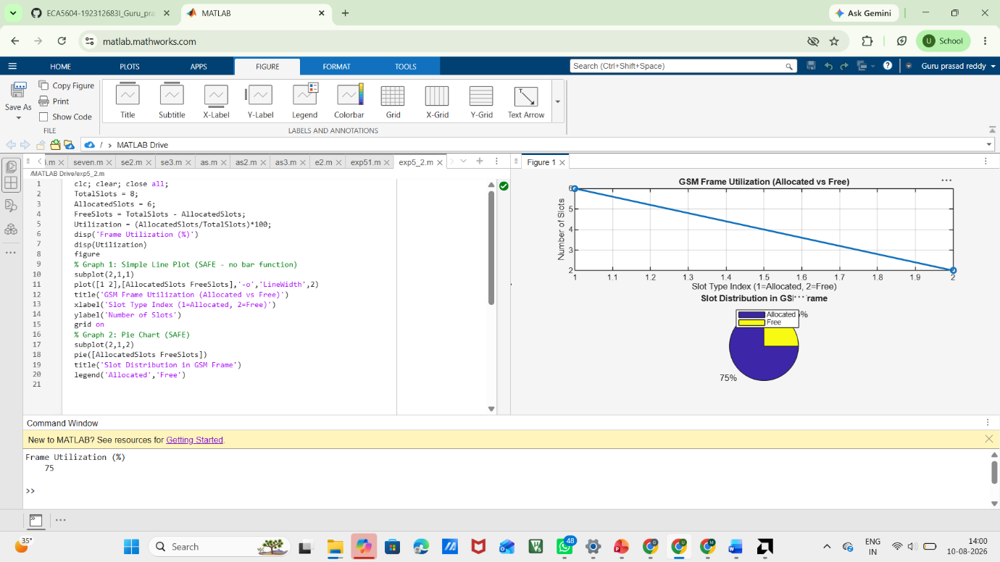 ECA5604-192312683I_Guru_pra
MATLAB
Ask Gemini
matlab.mathworks.com
U School
HOME PLOTS APPS FIGURE FORMAT TOOLS
Search (Ctrl+Shift+Space)
Guru prasad reddy
Save As
Copy Figure
Print
Show Code
FILE
Title Subtitle X-Label Y-Label Legend Colorbar Grid X-Grid Y-Grid Text Arrow
LABELS AND ANNOTATIONS
/ > MATLAB Drive
.m seven.m se2.m se3.m as.m as2.m as3.m e2.m exp51.m exp5_2.m
/MATLAB Drive/exp5_2.m
1 clc; clear; close all;
2 TotalSlots = 8;
3 AllocatedSlots = 6;
4 FreeSlots = TotalSlots - AllocatedSlots;
5 Utilization = (AllocatedSlots/TotalSlots)*100;
6 disp('Frame Utilization (%)')
7 disp(Utilization)
8 figure
9 % Graph 1: Simple Line Plot (SAFE - no bar function)
10 subplot(2,1,1)
11 plot([1 2],[AllocatedSlots FreeSlots],'-o','LineWidth',2)
12 title('GSM Frame Utilization (Allocated vs Free)')
13 xlabel('Slot Type Index (1=Allocated, 2=Free)')
14 ylabel('Number of Slots')
15 grid on
16 % Graph 2: Pie Chart (SAFE)
17 subplot(2,1,2)
18 pie([AllocatedSlots FreeSlots])
19 title('Slot Distribution in GSM Frame')
20 legend('Allocated','Free')
21
Figure 1
GSM Frame Utilization (Allocated vs Free)
Number of Slots
6
5
4
3
2
1 1.1 1.2 1.3 1.4 1.5 1.6 1.7 1.8 1.9 2
Slot Type Index (1=Allocated, 2=Free)
Slot Distribution in GS rame
Allocated %
Free
75%
Command Window
New to MATLAB? See resources for Getting Started.
Frame Utilization (%)
75
>>
35°
Search
48
ENG
IN
14:00
10-08-2026